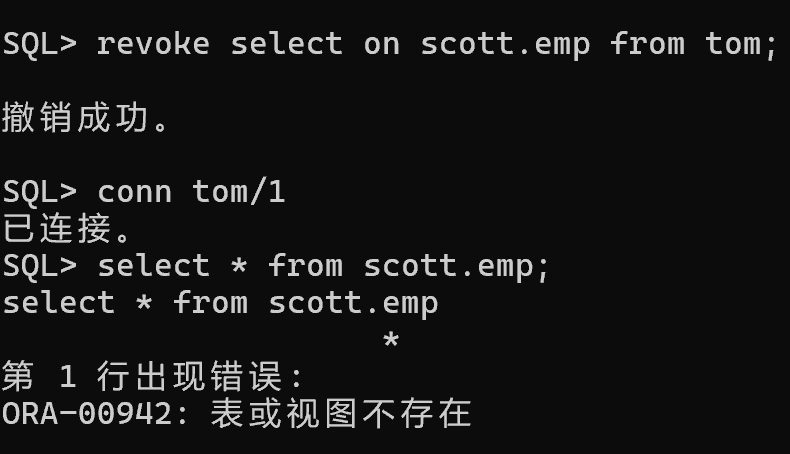 SQL> revoke select on scott.emp from tom;
撤销成功。
SQL> conn tom/1
已连接。
SQL> select * from scott.emp;
select * from scott.emp
*
第 1 行出现错误:
ORA-00942: 表或视图不存在